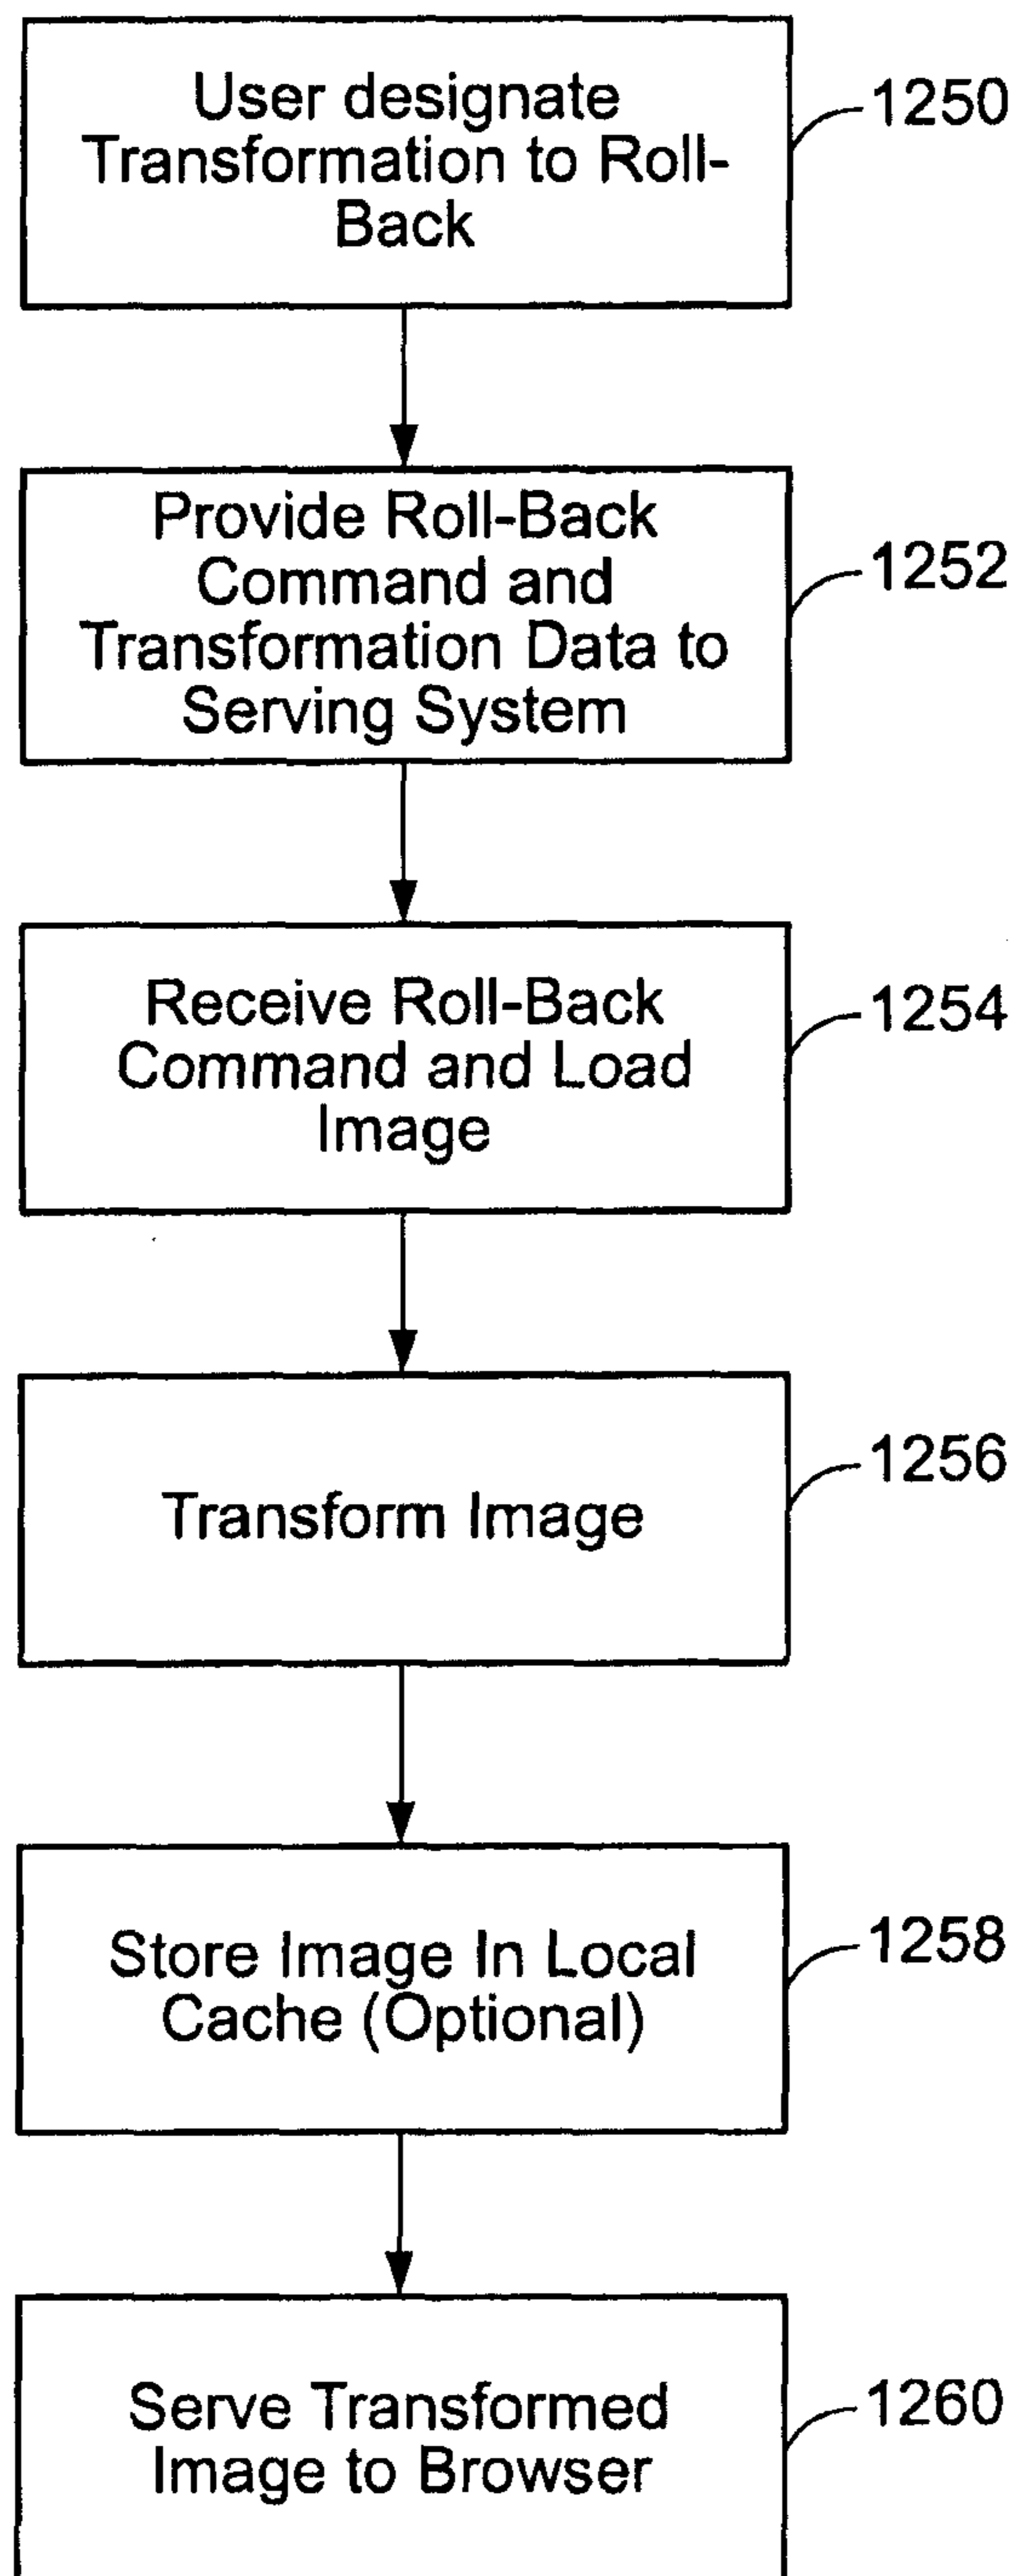 User designate
Transformation to Roll-
Back
1250
Provide Roll-Back
Command and
Transformation Data to
Serving System
1252
Receive Roll-Back
Command and Load
Image
1254
Transform Image
1256
Store Image In Local
Cache (Optional)
1258
Serve Transformed
Image to Browser
1260